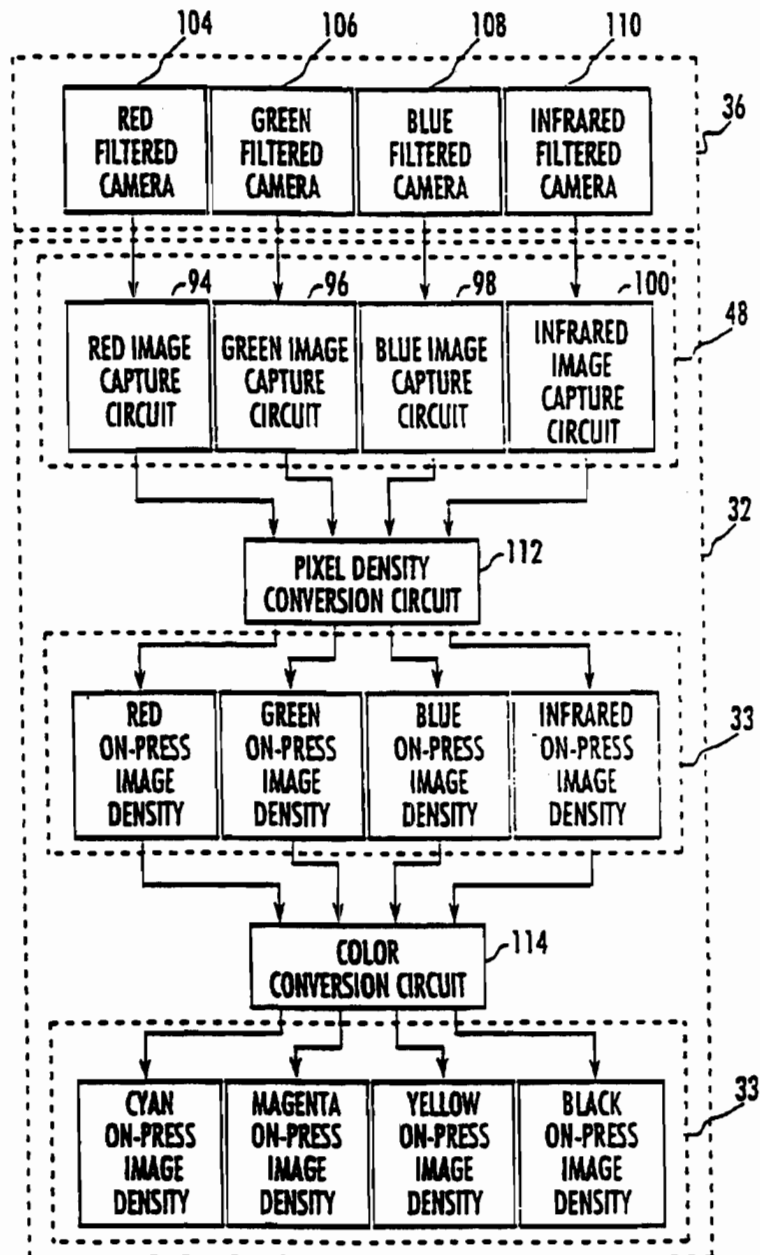 104 106 108 110
RED FILTERED CAMERA
GREEN FILTERED CAMERA
BLUE FILTERED CAMERA
INFRARED FILTERED CAMERA
36
94 96 98 100
RED IMAGE CAPTURE CIRCUIT
GREEN IMAGE CAPTURE CIRCUIT
BLUE IMAGE CAPTURE CIRCUIT
INFRARED IMAGE CAPTURE CIRCUIT
48
32
PIXEL DENSITY
CONVERSION CIRCUIT
112
RED ON-PRESS IMAGE DENSITY
GREEN ON-PRESS IMAGE DENSITY
BLUE ON-PRESS IMAGE DENSITY
INFRARED ON-PRESS IMAGE DENSITY
33
COLOR
CONVERSION CIRCUIT
114
CYAN ON-PRESS IMAGE DENSITY
MAGENTA ON-PRESS IMAGE DENSITY
YELLOW ON-PRESS IMAGE DENSITY
BLACK ON-PRESS IMAGE DENSITY
33